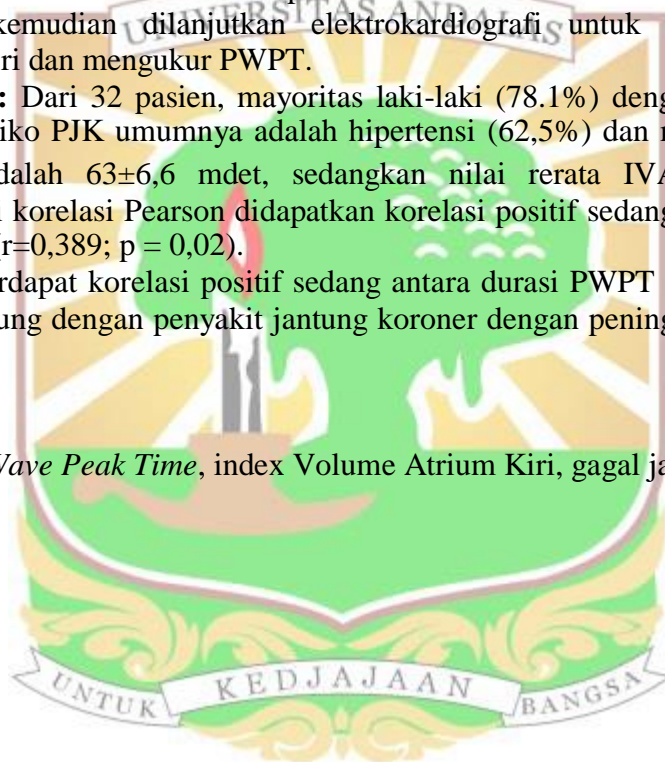 kemudian dilanjutkan elektrokardiografi untuk
UNIVERSITAS ANDALAS
ri dan mengukur PWPT.
: Dari 32 pasien, mayoritas laki-laki (78.1%) deng
iko PJK umumnya adalah hipertensi (62,5%) dan
dalah 63±6,6 mdet, sedangkan nilai rerata IVA
i korelasi Pearson didapatkan korelasi positif sedang
(r=0,389; p = 0,02).
rdapat korelasi positif sedang antara durasi PWPT
ung dengan penyakit jantung koroner dengan pening
Wave Peak Time, index Volume Atrium Kiri, gagal ja
UNTUK KEDJAJAAN BANGSA